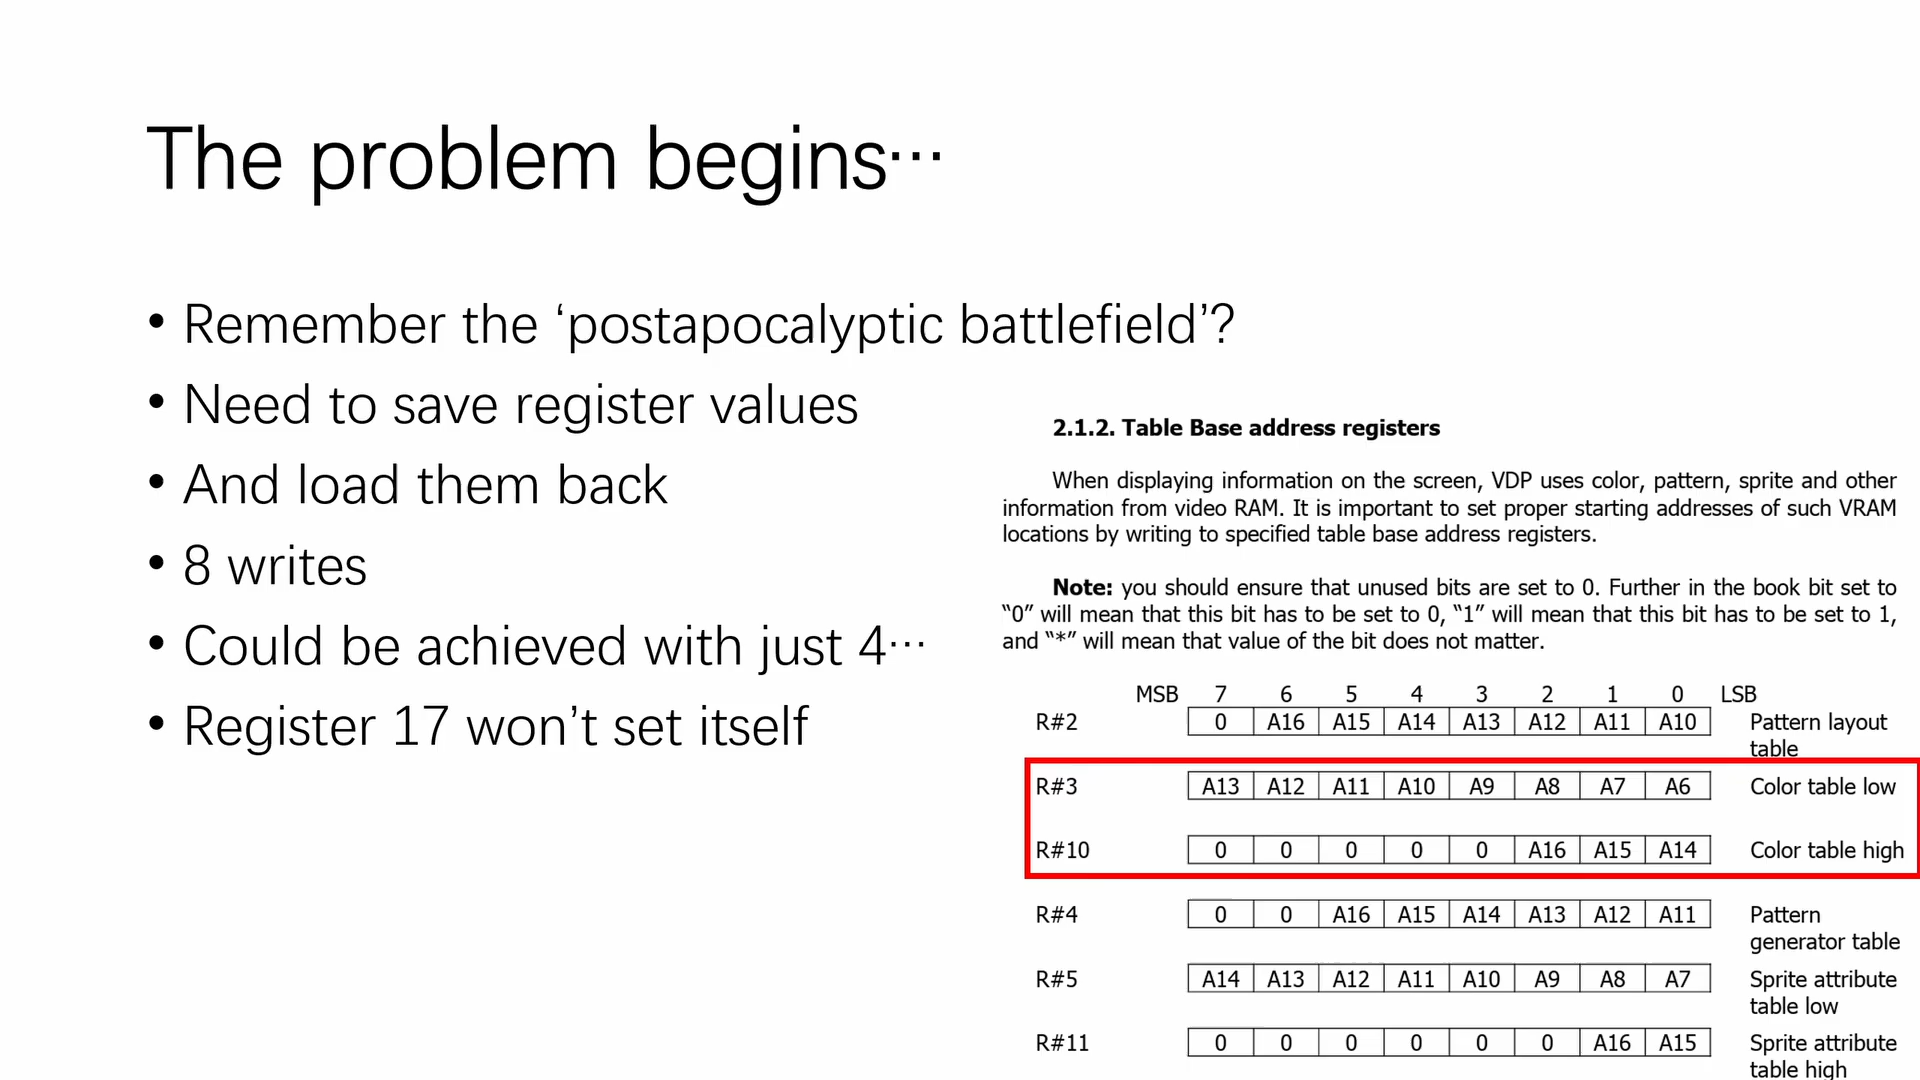 The problem begins…
• Remember the ‘postapocalyptic battlefield’?
• Need to save register values
• And load them back
• 8 writes
• Could be achieved with just 4…
• Register 17 won’t set itself
2.1.2. Table Base address registers
When displaying information on the screen, VDP uses color, pattern, sprite and other
information from video RAM. It is important to set proper starting addresses of such VRAM
locations by writing to specified table base address registers.
Note: you should ensure that unused bits are set to 0. Further in the book bit set to
“0” will mean that this bit has to be set to 0, “1” will mean that this bit has to be set to 1,
and “*” will mean that value of the bit does not matter.
MSB 7 6 5 4 3 2 1 0 LSB
R#2 0 A16 A15 A14 A13 A12 A11 A10 Pattern layout
table
R#3 A13 A12 A11 A10 A9 A8 A7 A6 Color table low
R#10 0 0 0 0 0 A16 A15 A14 Color table high
R#4 0 0 A16 A15 A14 A13 A12 A11 Pattern
generator table
R#5 A14 A13 A12 A11 A10 A9 A8 A7 Sprite attribute
table low
R#11 0 0 0 0 0 0 A16 A15 Sprite attribute
table high